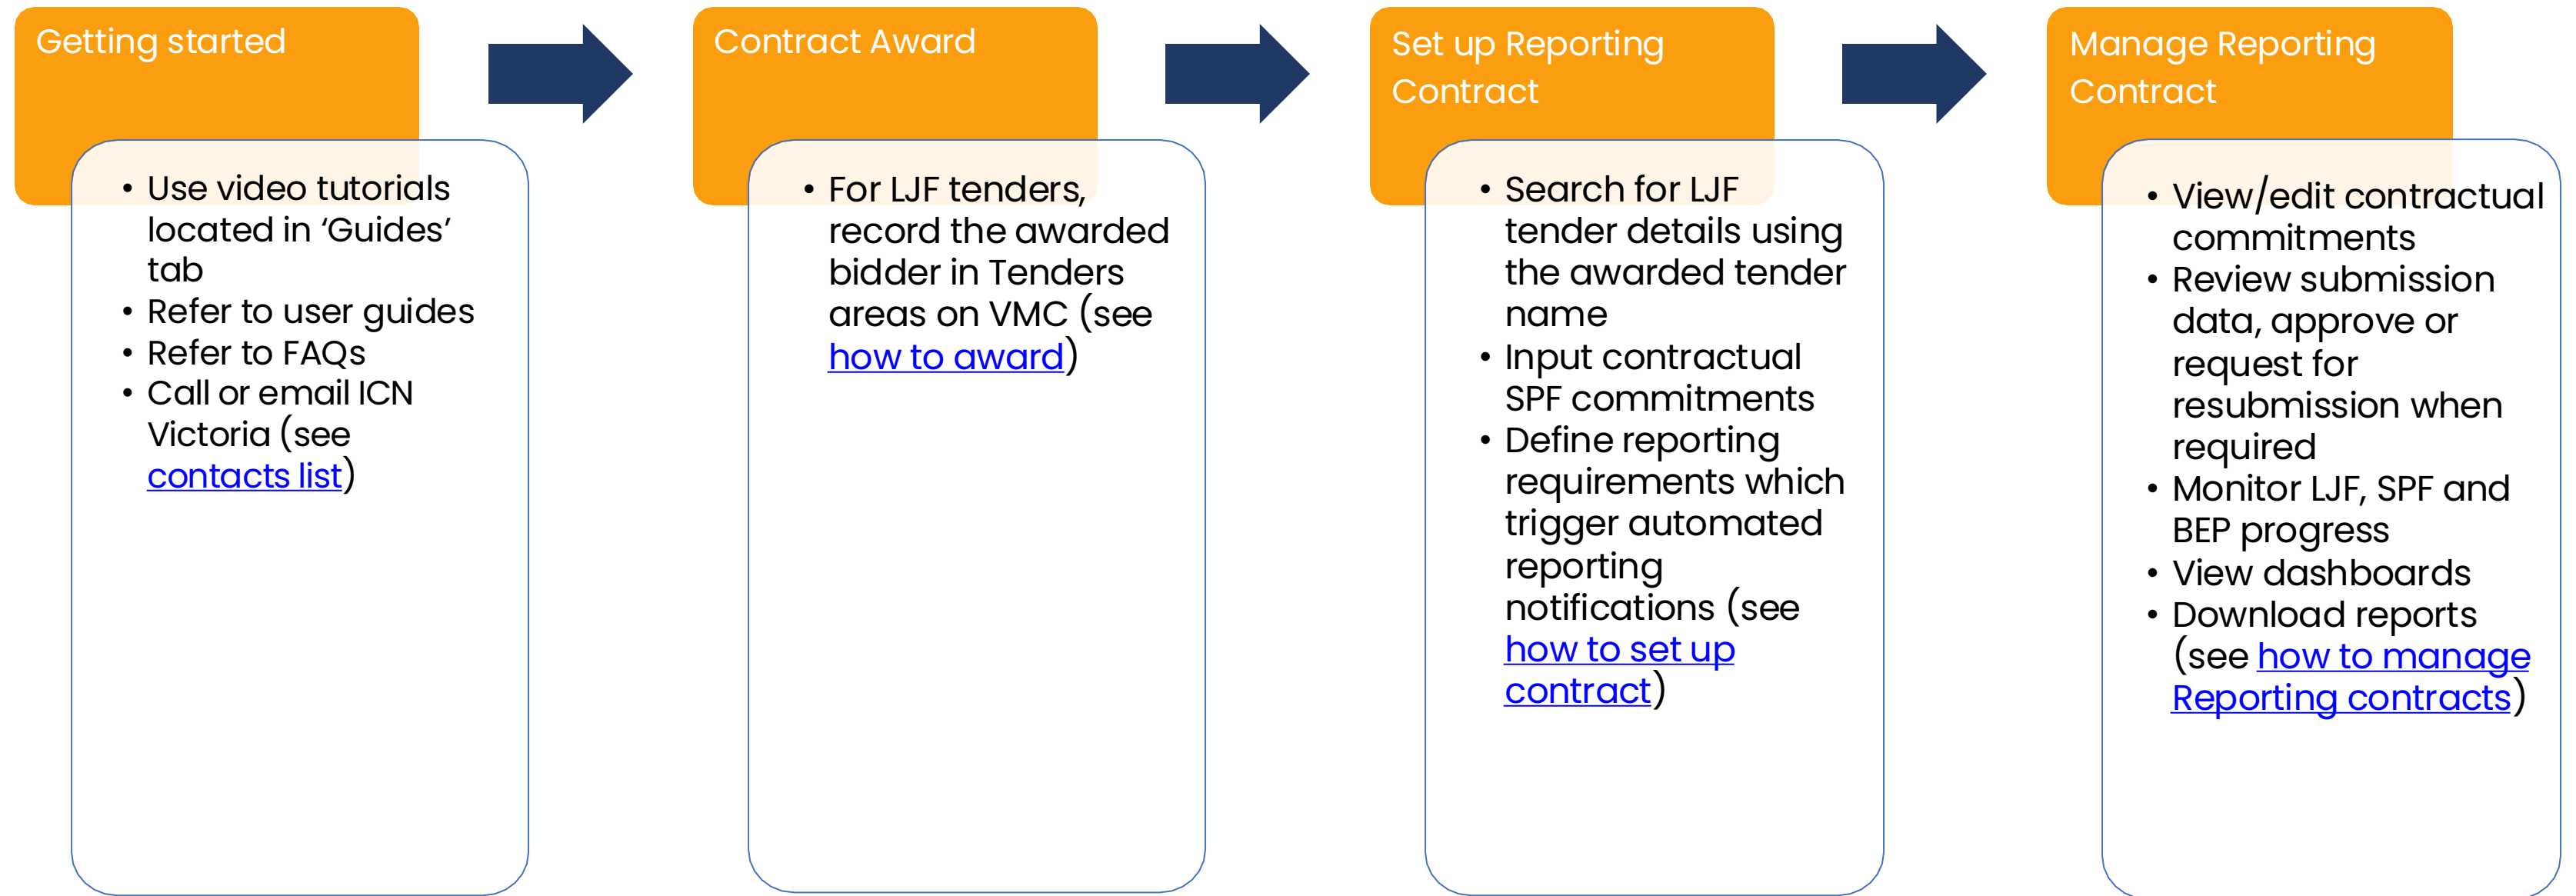 Getting started
• Use video tutorials
located in ‘Guides’
tab
• Refer to user guides
• Refer to FAQs
• Call or email ICN
Victoria (see
contacts list)
Contract Award
• For LJF tenders,
record the awarded
bidder in Tenders
areas on VMC (see
how to award)
Set up Reporting
Contract
• Search for LJF
tender details using
the awarded tender
name
• Input contractual
SPF commitments
• Define reporting
requirements which
trigger automated
reporting
notifications (see
how to set up
contract)
Manage Reporting
Contract
• View/edit contractual
commitments
• Review submission
data, approve or
request for
resubmission when
required
• Monitor LJF, SPF and
BEP progress
• View dashboards
• Download reports
(see how to manage
Reporting contracts)